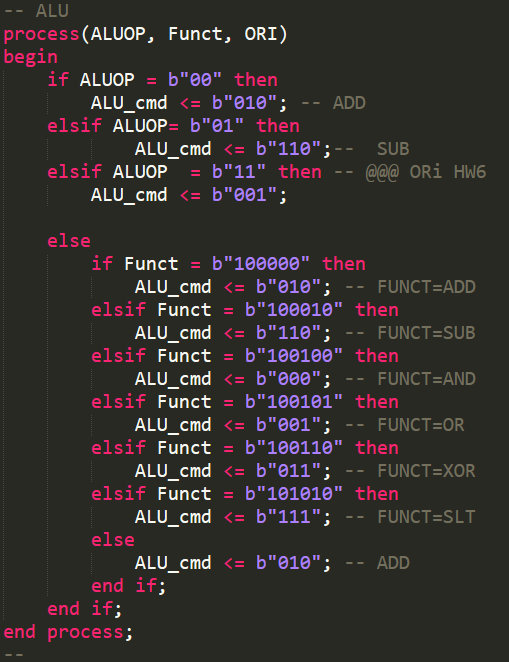 -- ALU
process(ALUOP, Funct, ORI)
begin
    if ALUOP = b"00" then
        ALU_cmd <= b"010"; -- ADD
    elsif ALUOP= b"01" then
            ALU_cmd <= b"110";--  SUB
    elsif ALUOP  = b"11" then -- @@@ ORi HW6
        ALU_cmd <= b"001";

    else
        if Funct = b"100000" then
            ALU_cmd <= b"010"; -- FUNCT=ADD
        elsif Funct = b"100010" then
            ALU_cmd <= b"110"; -- FUNCT=SUB
        elsif Funct = b"100100" then
            ALU_cmd <= b"000"; -- FUNCT=AND
        elsif Funct = b"100101" then
            ALU_cmd <= b"001"; -- FUNCT=OR
        elsif Funct = b"100110" then
            ALU_cmd <= b"011"; -- FUNCT=XOR
        elsif Funct = b"101010" then
            ALU_cmd <= b"111"; -- FUNCT=SLT
        else
            ALU_cmd <= b"010"; -- ADD
        end if;
    end if;
end process;
--